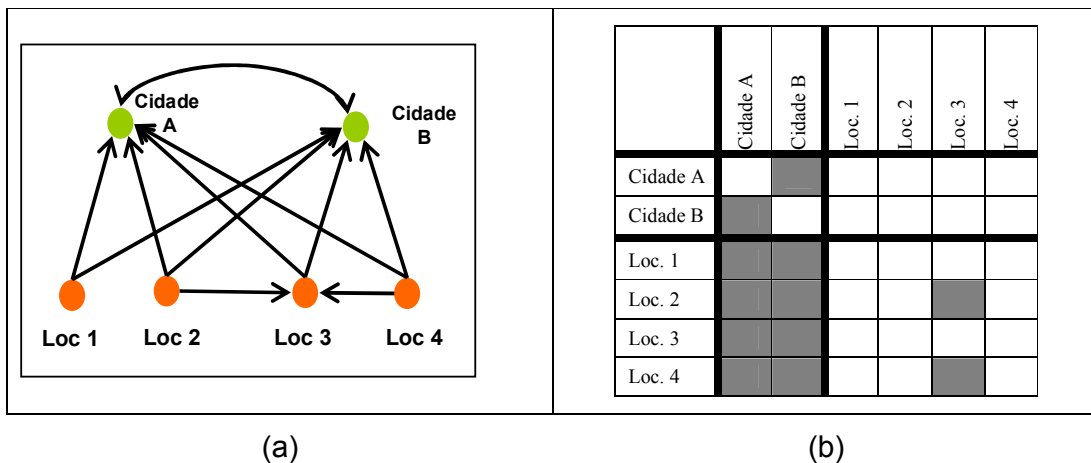 Cidade
A
Cidade
B
Loc 1
Loc 2
Loc 3
Loc 4
Cidade A
Cidade B
Loc. 1
Loc. 2
Loc. 3
Loc. 4
Cidade A
Cidade B
Loc. 1
Loc. 2
Loc. 3
Loc. 4
(a)
(b)